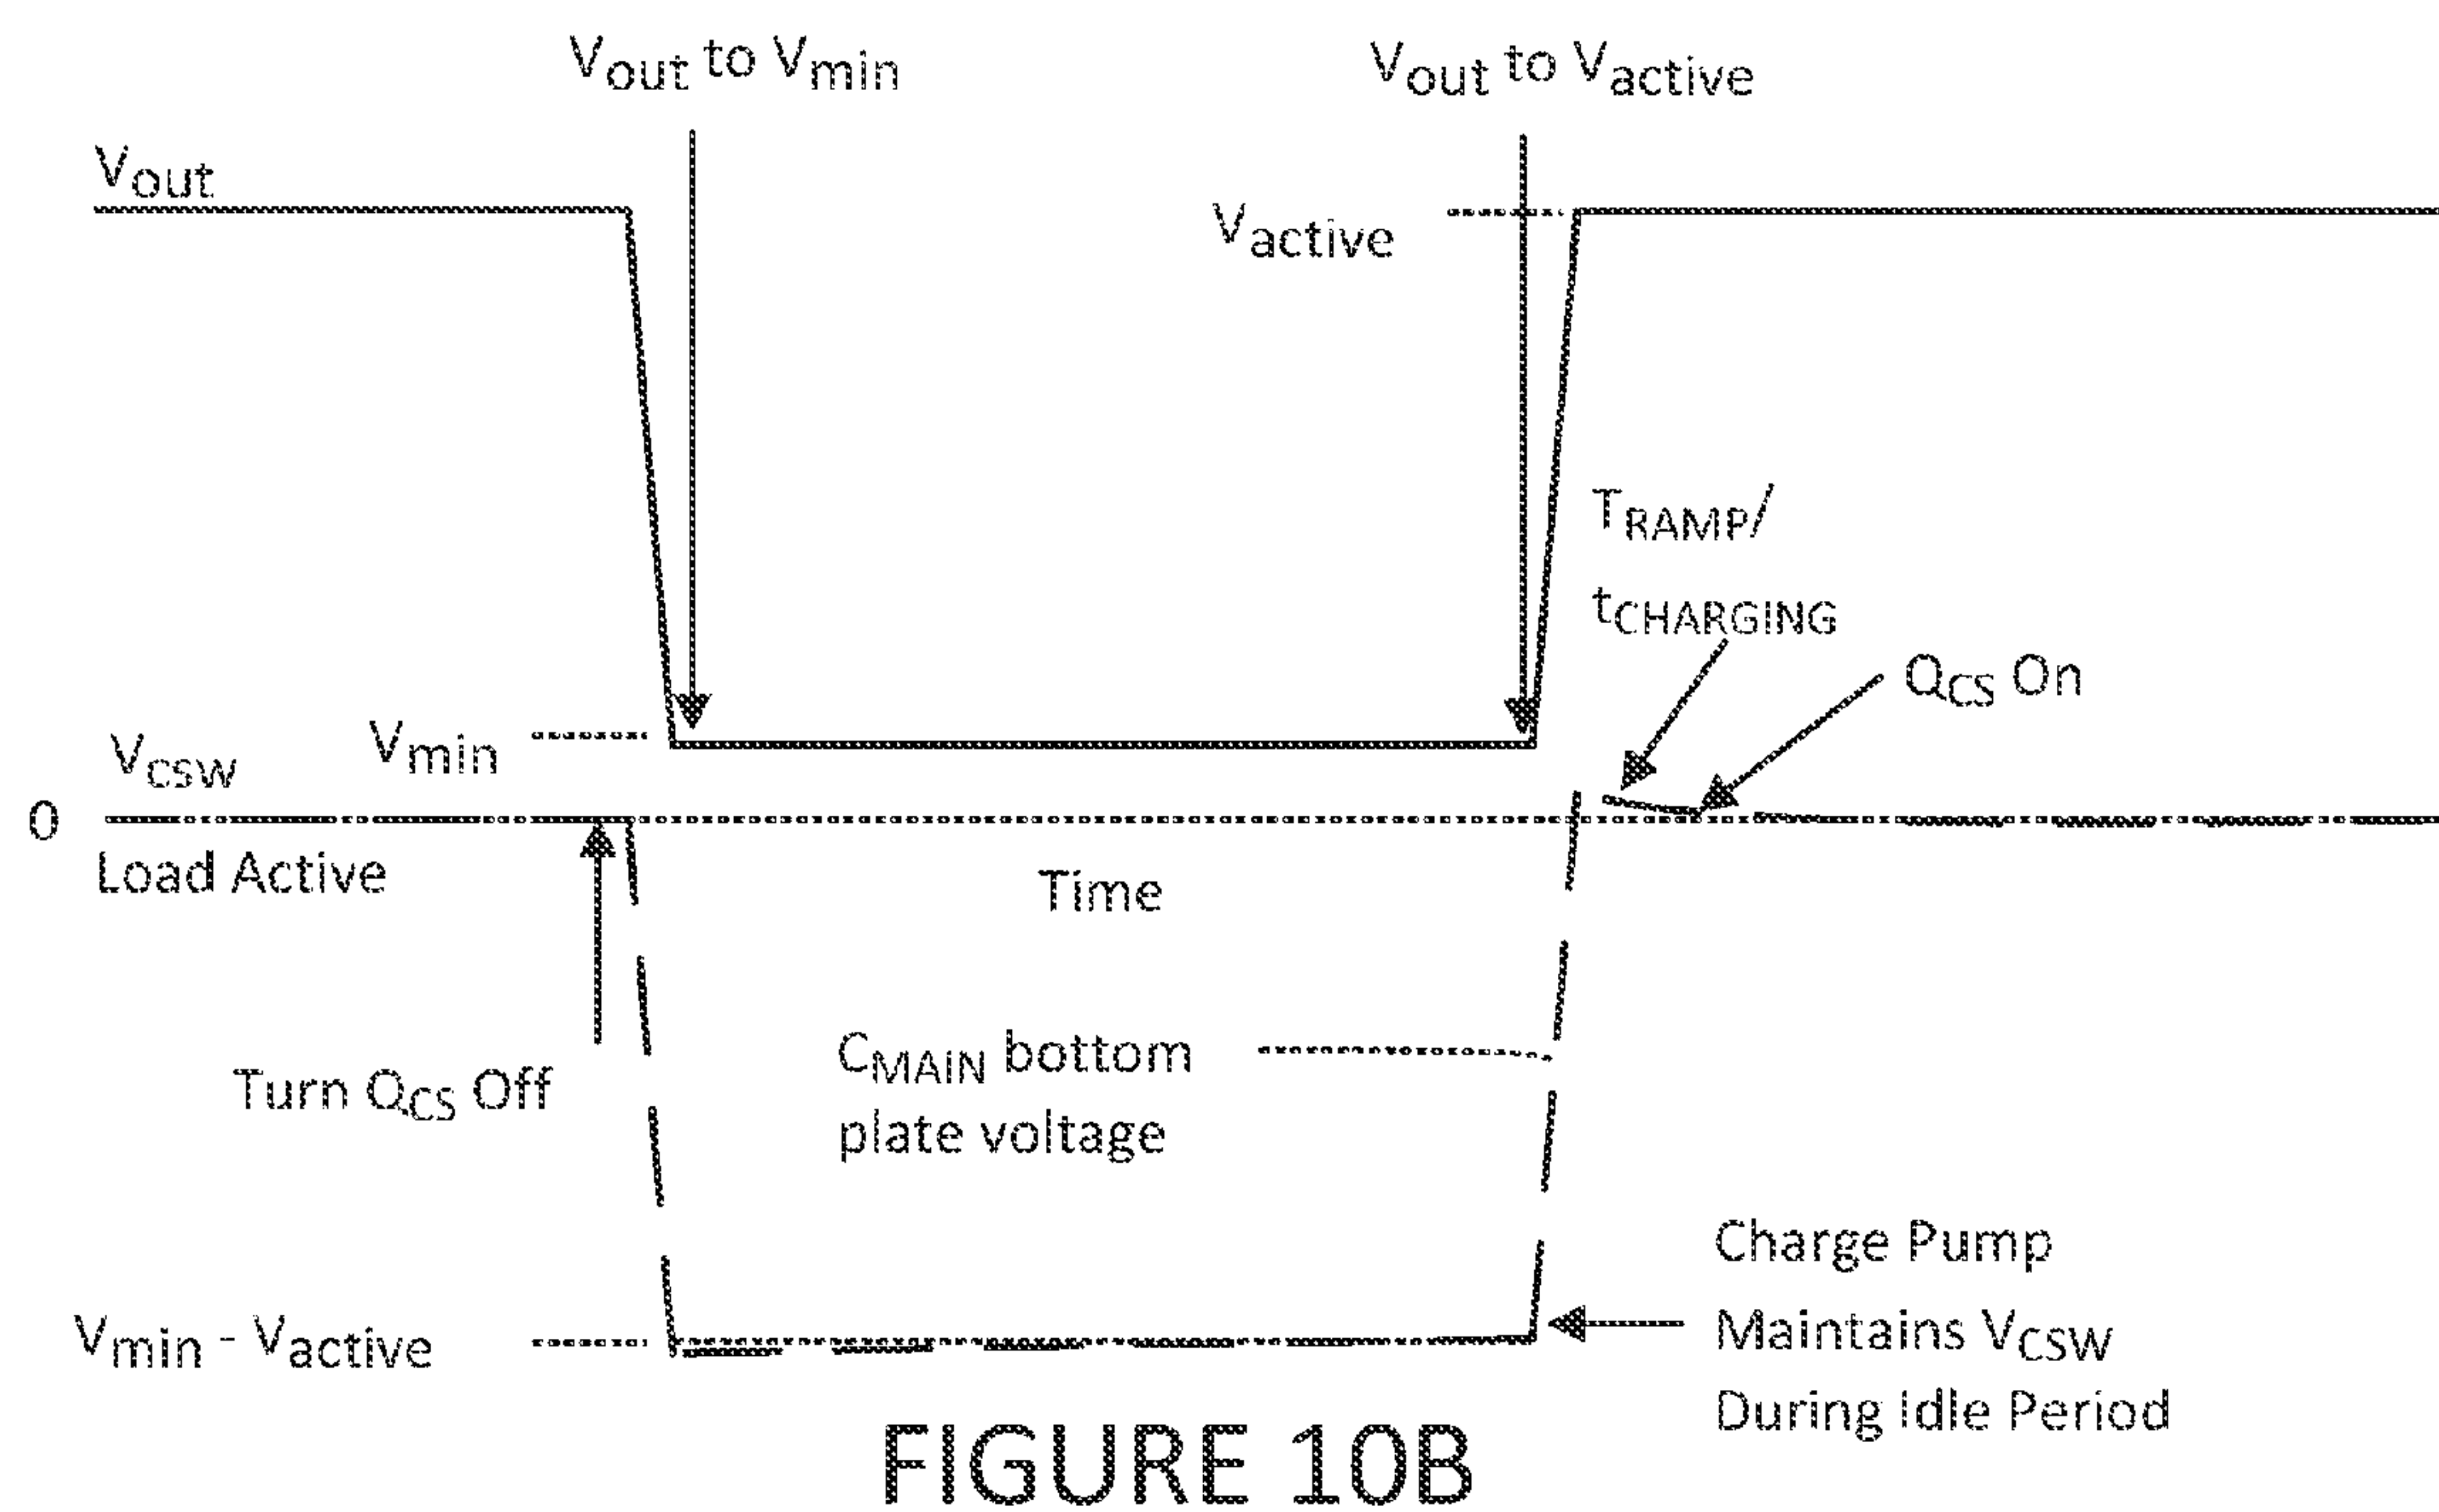 Vout to Vmin
Vout to Vactive
Vout
Vactive
TRAMP/
tCHARGING
QCS On
Vmin
Vcsw
0
Load Active
Time
Turn QCS Off
CMAIN bottom
plate voltage
Charge Pump
Maintains VCSW
During Idle Period
Vmin - Vactive
FIGURE 10B